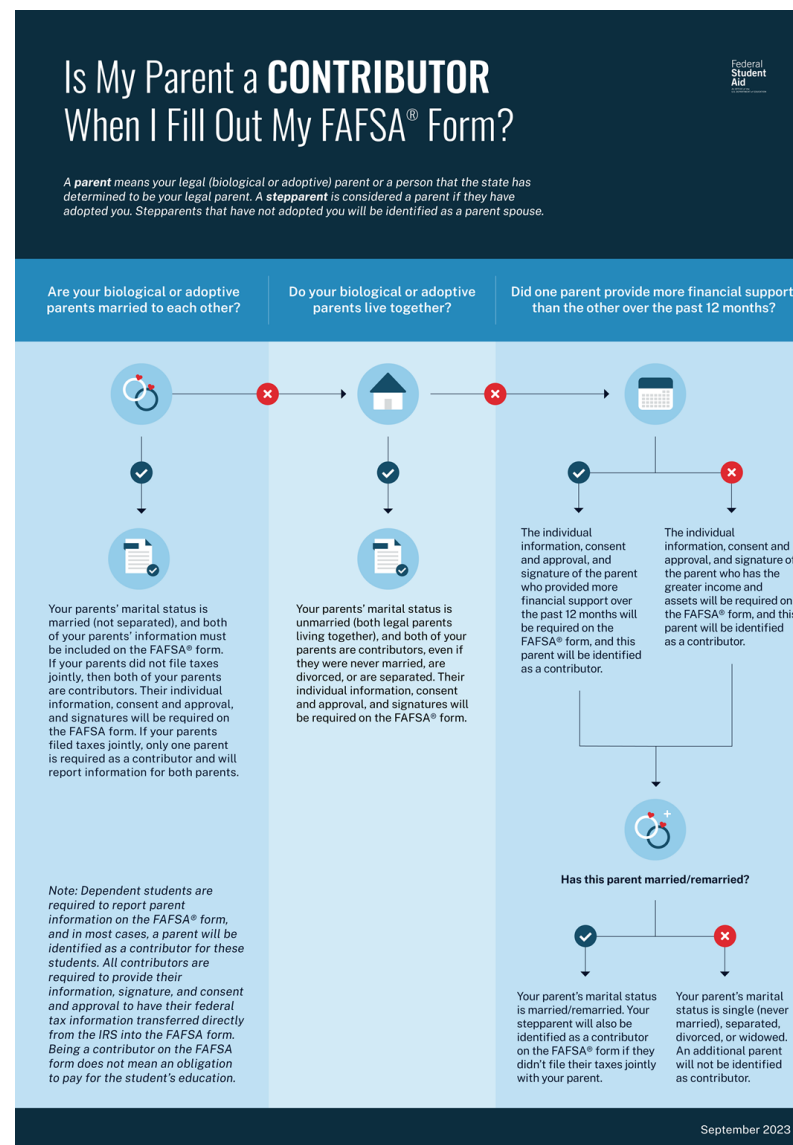 Is My Parent a CONTRIBUTOR
When I Fill Out My FAFSA® Form?
Federal
Student
Aid
A parent means your legal (biological or adoptive) parent or a person that the state has
determined to be your legal parent. A stepparent is considered a parent if they have
adopted you. Stepparents that have not adopted you will be identified as a parent spouse.
Are your biological or adoptive
parents married to each other?
Do your biological or adoptive
parents live together?
Did one parent provide more financial support
than the other over the past 12 months?
Your parents' marital status is
married (not separated), and both
of your parents' information must
be included on the FAFSA® form.
If your parents did not file taxes
jointly, then both of your parents
are contributors. Their individual
information, consent and approval,
and signatures will be required on
the FAFSA form. If your parents
filed taxes jointly, only one parent
is required as a contributor and will
report information for both parents.
Note: Dependent students are
required to report parent
information on the FAFSA® form,
and in most cases, a parent will be
identified as a contributor for these
students. All contributors are
required to provide their
information, signature, and consent
and approval to have their federal
tax information transferred directly
from the IRS into the FAFSA form.
Being a contributor on the FAFSA
form does not mean an obligation
to pay for the student's education.
Your parents' marital status is
unmarried (both legal parents
living together), and both of your
parents are contributors, even if
they were never married, are
divorced, or are separated. Their
individual information, consent
and approval, and signatures will
be required on the FAFSA® form.
The individual
information, consent
and approval, and
signature of the parent
who provided more
financial support over
the past 12 months will
be required on the
FAFSA® form, and this
parent will be identified
as a contributor.
The individual
information, consent and
approval, and signature of
the parent who has the
greater income and
assets will be required on
the FAFSA® form, and this
parent will be identified
as a contributor.
Has this parent married/remarried?
Your parent's marital status
is married/remarried. Your
stepparent will also be
identified as a contributor
on the FAFSA® form if they
didn't file their taxes jointly
with your parent.
Your parent's marital
status is single (never
married), separated,
divorced, or widowed.
An additional parent
will not be identified
as contributor.
September 2023